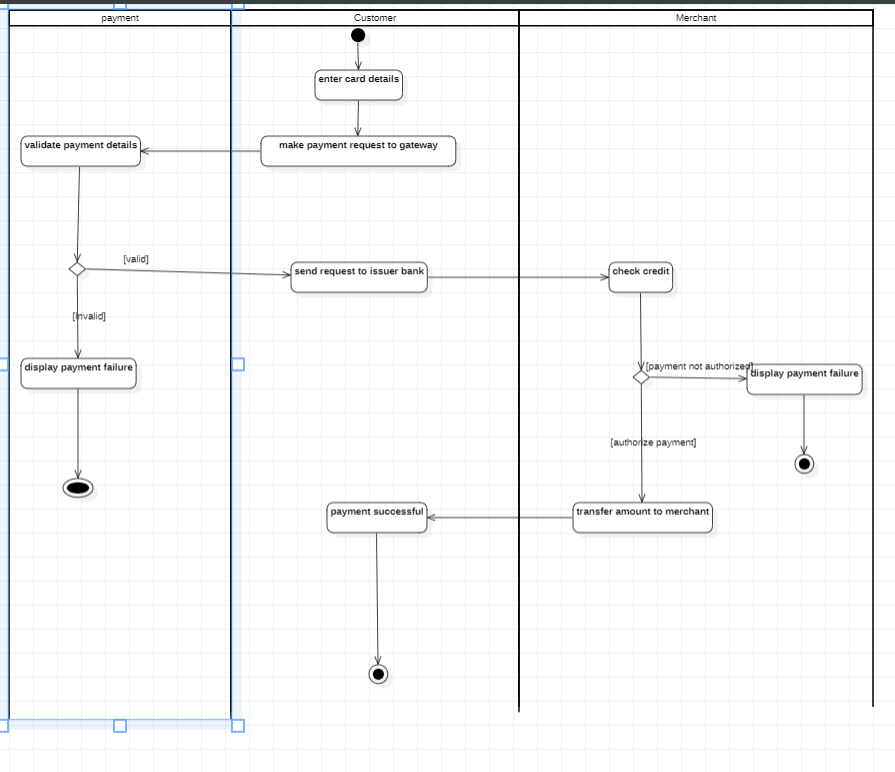 payment
Customer
Merchant
enter card details
validate payment details
make payment request to gateway
[valid]
send request to issuer bank
check credit
[Invalid]
display payment failure
[payment not authorized]
display payment failure
[authorize payment]
payment successful
transfer amount to merchant